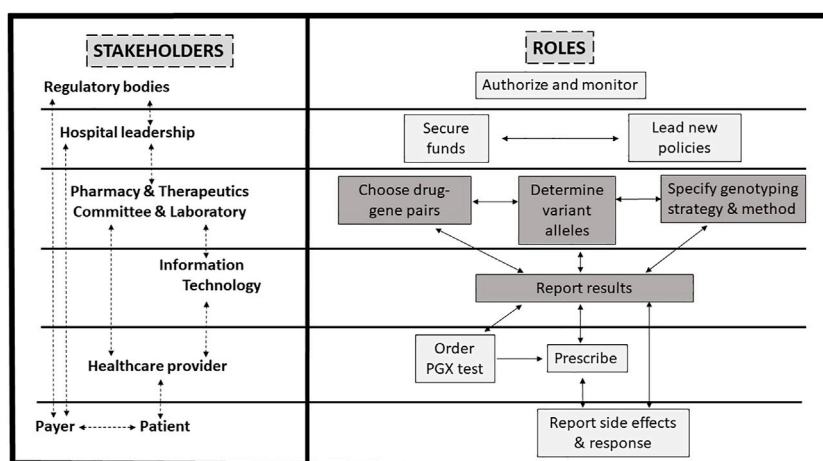 STAKEHOLDERS
ROLES
Regulatory bodies
Authorize and monitor
Hospital leadership
Secure
funds
Lead new
policies
Pharmacy & Therapeutics
Committee & Laboratory
Choose drug-
gene pairs
Determine
variant
alleles
Specify genotyping
strategy & method
Information
Technology
Report results
Healthcare provider
Order
PGX test
Prescribe
Payer
Patient
Report side effects
& response